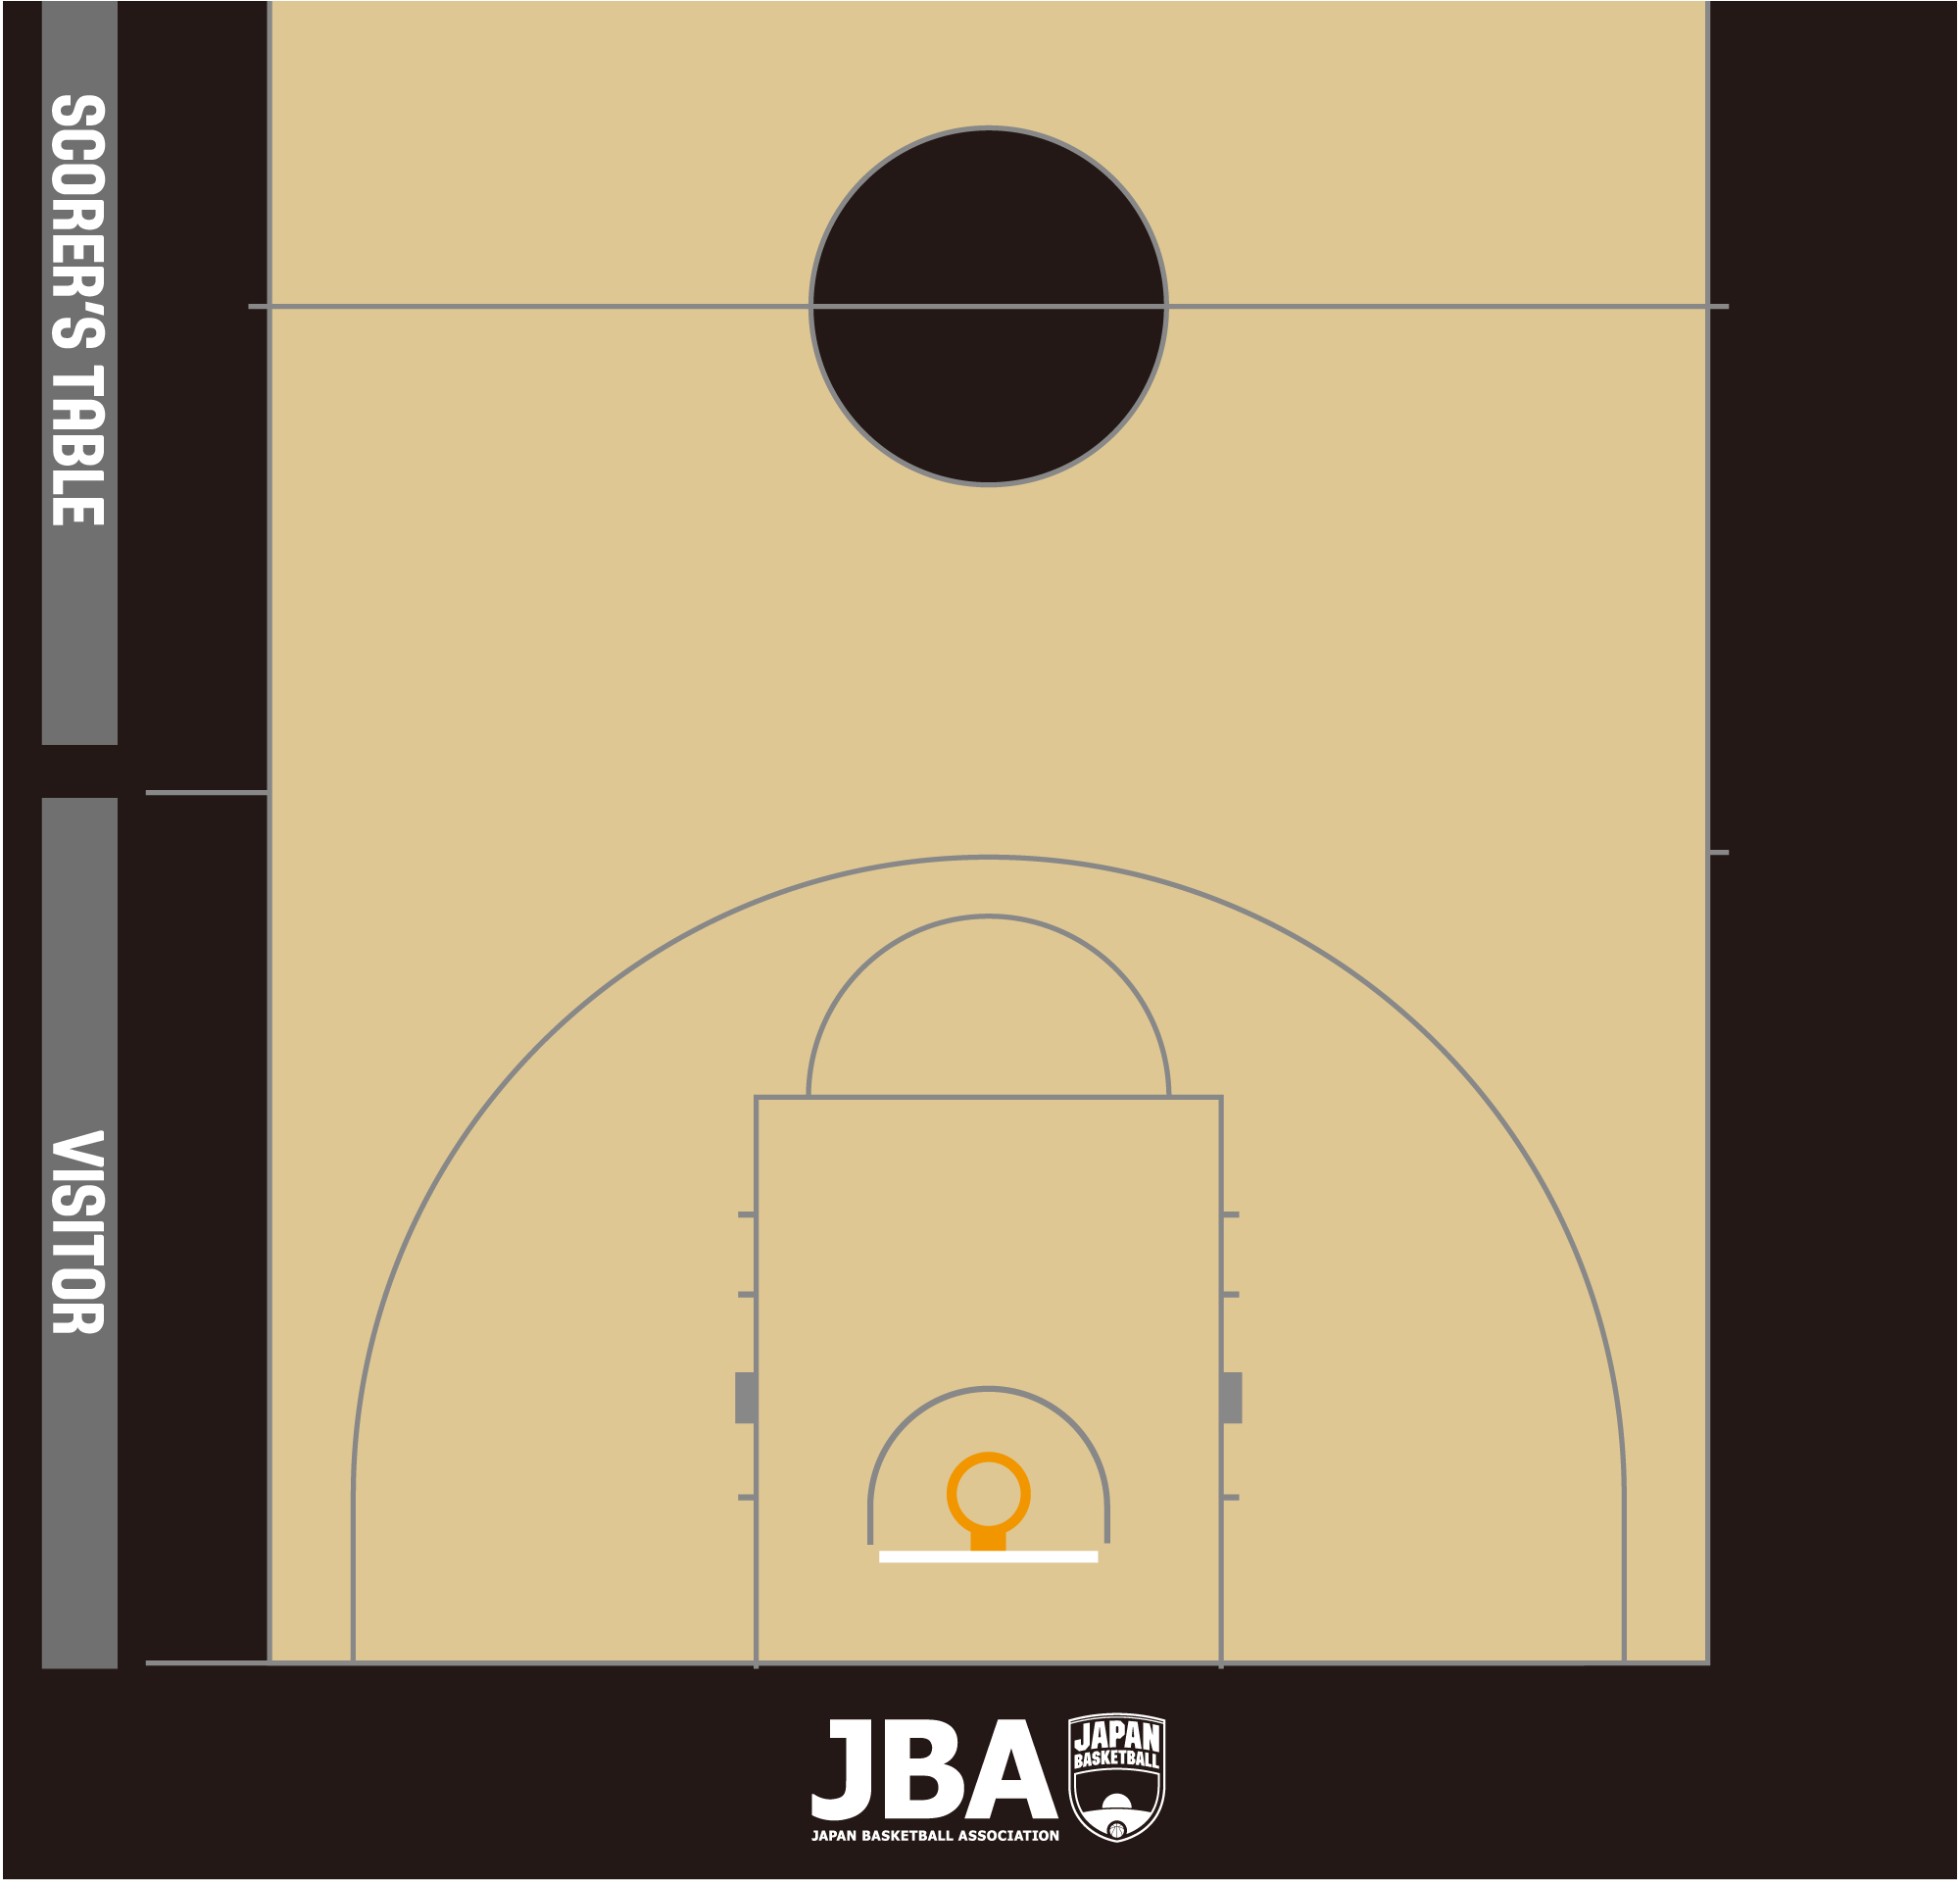 SCORER'S TABLE
VISITOR
JBA
JAPAN BASKETBALL ASSOCIATION
JAPAN
BASKETBALL